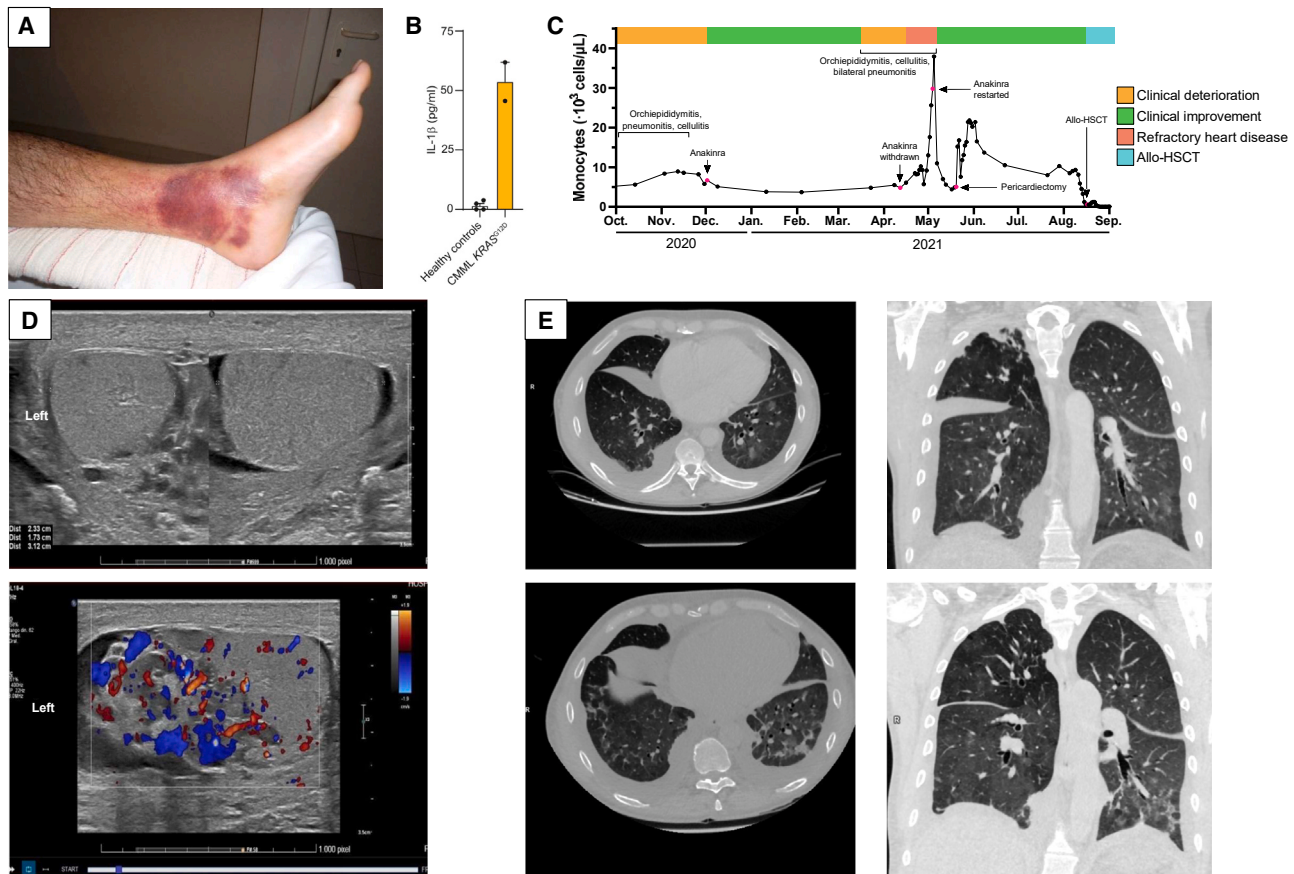 A
B
75
50
25
0
IL-1β (pg/ml)
Healthy controls
CMML KRASG12D
C
Monocytes (·10³ cells/µL)
40
30
20
10
0
Orchiepididymitis,
pneumonitis, cellulitis
Anakinra
Orchiepididymitis, cellulitis,
bilateral pneumonitis
Anakinra
withdrawn
Anakinra
restarted
Pericardiectomy
Allo-HSCT
Oct.
Nov.
Dec.
Jan.
Feb.
Mar.
Apr.
May
Jun.
Jul.
Aug.
Sep.
2020
2021
Clinical deterioration
Clinical improvement
Refractory heart disease
Allo-HSCT
D
Left
Dist 2.33 cm
Dist 1.73 cm
Dist 3.12 cm
1.000 pixel
Left
1.000 pixel
START
E
R
R
R